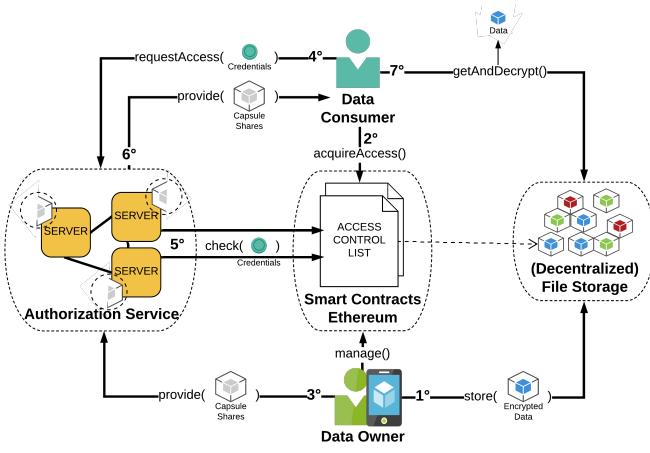 Data
requestAccess(
Credentials
)
4°
7°
getAndDecrypt()
provide(
Capsule
Shares
)
Data
Consumer
6°
2°
acquireAccess()
SERVER
SERVER
SERVER
5°
check(
Credentials
)
ACCESS
CONTROL
LIST
(Decentralized)
File Storage
Authorization Service
Smart Contracts
Ethereum
manage()
provide(
Capsule
Shares
)
3°
1°
store(
Encrypted
Data
)
Data Owner